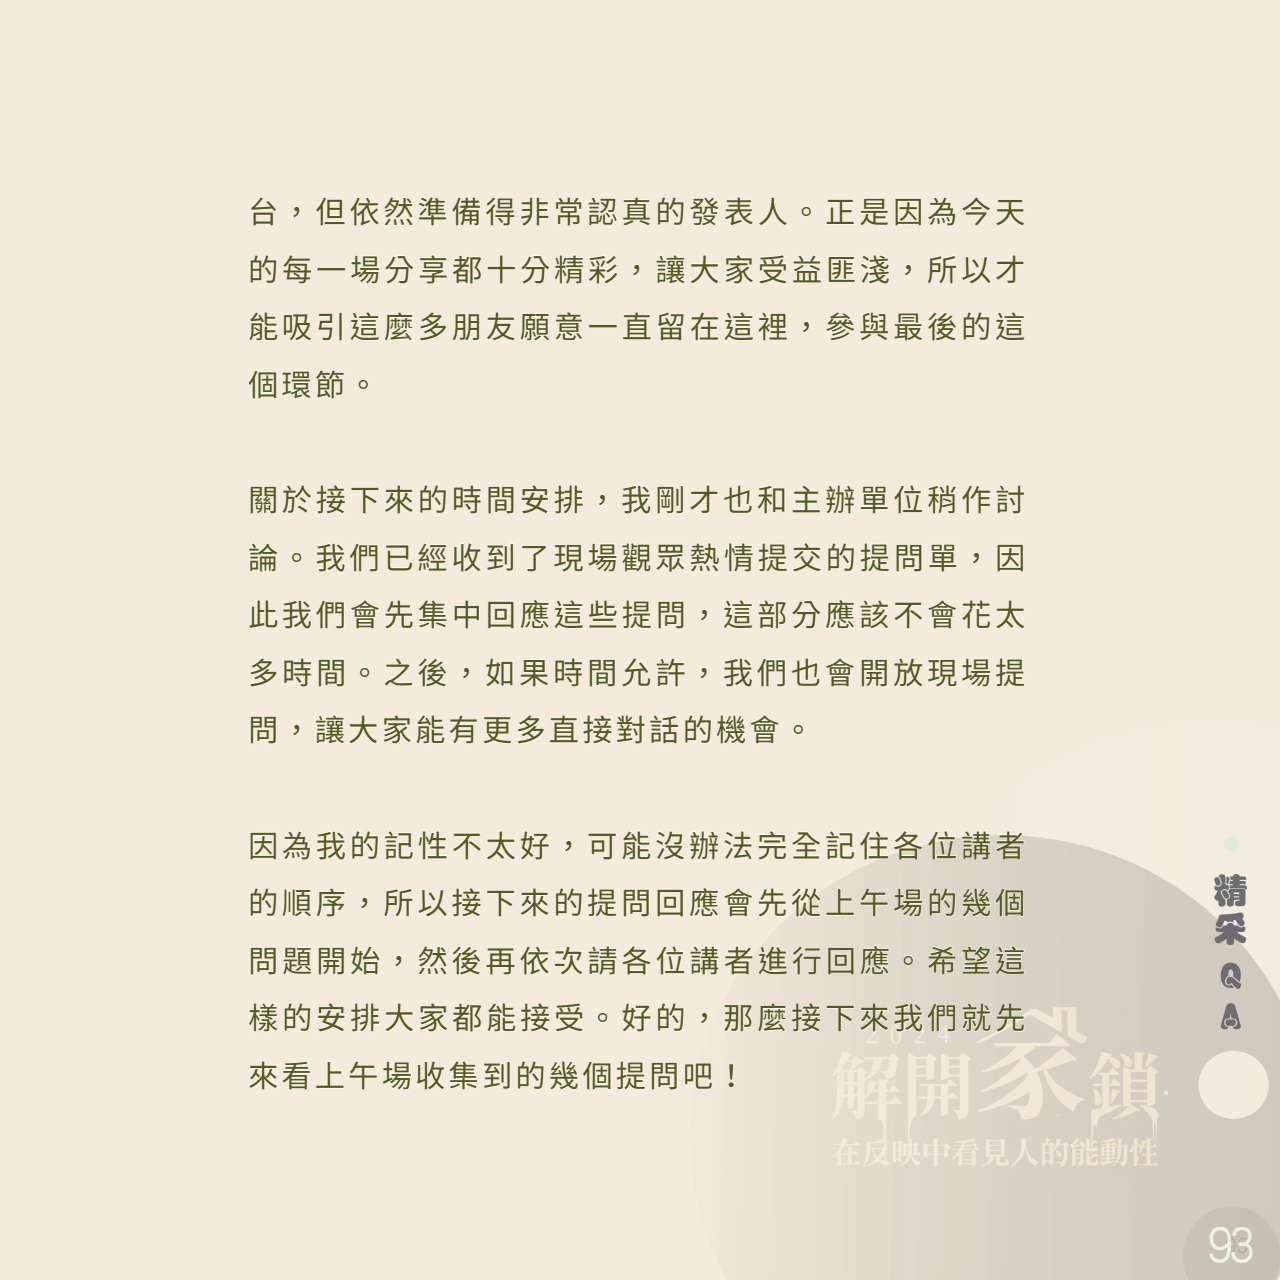 台，但依然準備得非常認真的發表人。正是因為今天
的每一場分享都十分精彩，讓大家受益匪淺，所以才
能吸引這麼多朋友願意一直留在這裡，參與最後的這
個環節。
關於接下來的時間安排，我剛才也和主辦單位稍作討
論。我們已經收到了現場觀眾熱情提交的提問單，因
此我們會先集中回應這些提問，這部分應該不會花太
多時間。之後，如果時間允許，我們也會開放現場提
問，讓大家能有更多直接對話的機會。
因為我的記性不太好，可能沒辦法完全記住各位講者
的順序，所以接下來的提問回應會先從上午場的幾個
問題開始，然後再依次請各位講者進行回應。希望這
樣的安排大家都能接受。好的，那麼接下來我們就先
來看上午場收集到的幾個提問吧！
2024
解開家鎖
在反映中看見人的能動性
精采QA
93